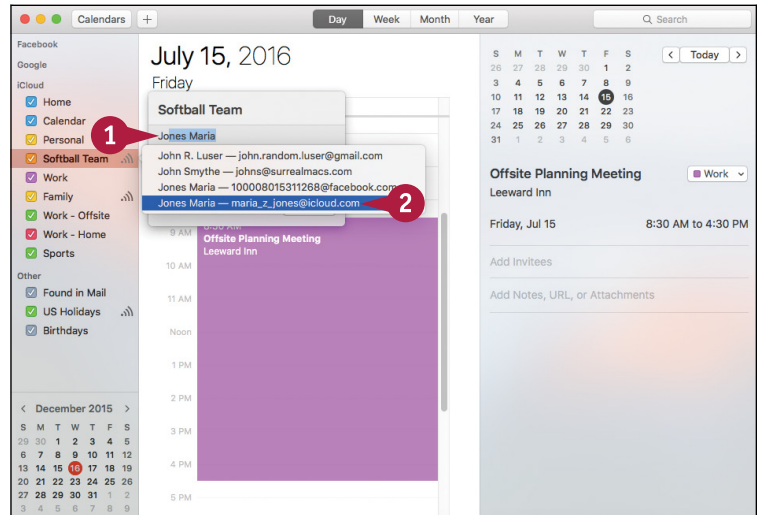 Calendars +
Day Week Month Year
Search
Facebook
Google
iCloud
Home
Calendar
Personal
Softball Team
Work
Family
Work - Offsite
Work - Home
Sports
Other
Found in Mail
US Holidays
Birthdays
< December 2015 >
S M T W T F S
29 30 1 2 3 4 5
6 7 8 9 10 11 12
13 14 15 16 17 18 19
20 21 22 23 24 25 26
27 28 29 30 31 1 2
3 4 5 6 7 8 9
July 15, 2016
Friday
Softball Team
1
Jones Maria
John R. Luser — john.random.luser@gmail.com
John Smythe — johns@surrealmacs.com
Jones Maria — 100008015311268@facebook.com
Jones Maria — maria_z_jones@icloud.com
2
8:30 AM
9 AM
Offsite Planning Meeting
Leeward Inn
10 AM
11 AM
Noon
1 PM
2 PM
3 PM
4 PM
5 PM
S M T W T F S
26 27 28 29 30 1 2
3 4 5 6 7 8 9
10 11 12 13 14 15 16
17 18 19 20 21 22 23
24 25 26 27 28 29 30
31 1 2 3 4 5 6
< Today >
Offsite Planning Meeting
Work
Leeward Inn
Friday, Jul 15 8:30 AM to 4:30 PM
Add Invitees
Add Notes, URL, or Attachments